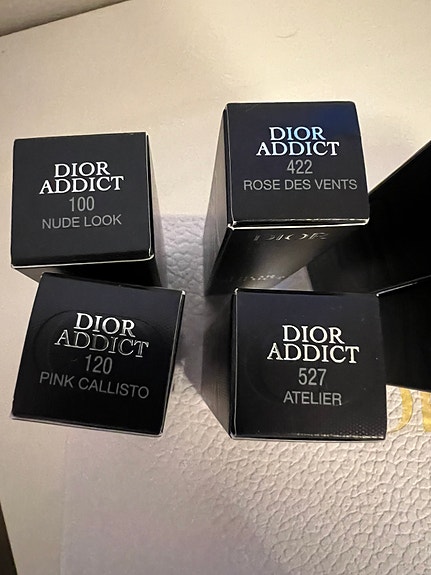 DIOR
ADDICT
100
NUDE LOOK
DIOR
ADDICT
422
ROSE DES VENTS
DIOR
DIOR
ADDICT
120
PINK CALLISTO
DIOR
ADDICT
527
ATELIER